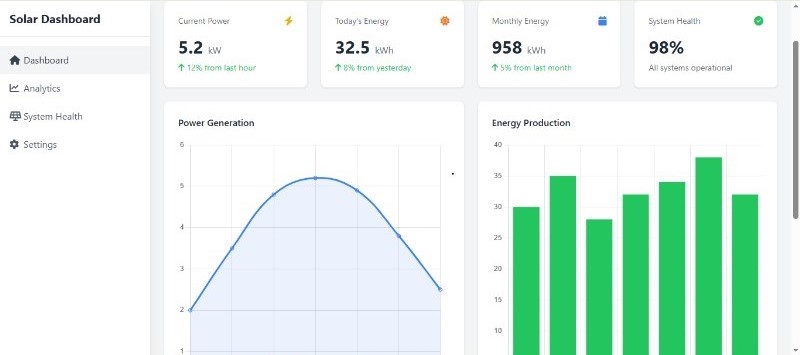 Solar Dashboard
Dashboard
Analytics
System Health
Settings
Current Power
5.2 kW
12% from last hour
Today's Energy
32.5 kWh
8% from yesterday
Monthly Energy
958 kWh
5% from last month
System Health
98%
All systems operational
Power Generation
6
5
4
3
2
1
Energy Production
40
35
30
25
20
15
10